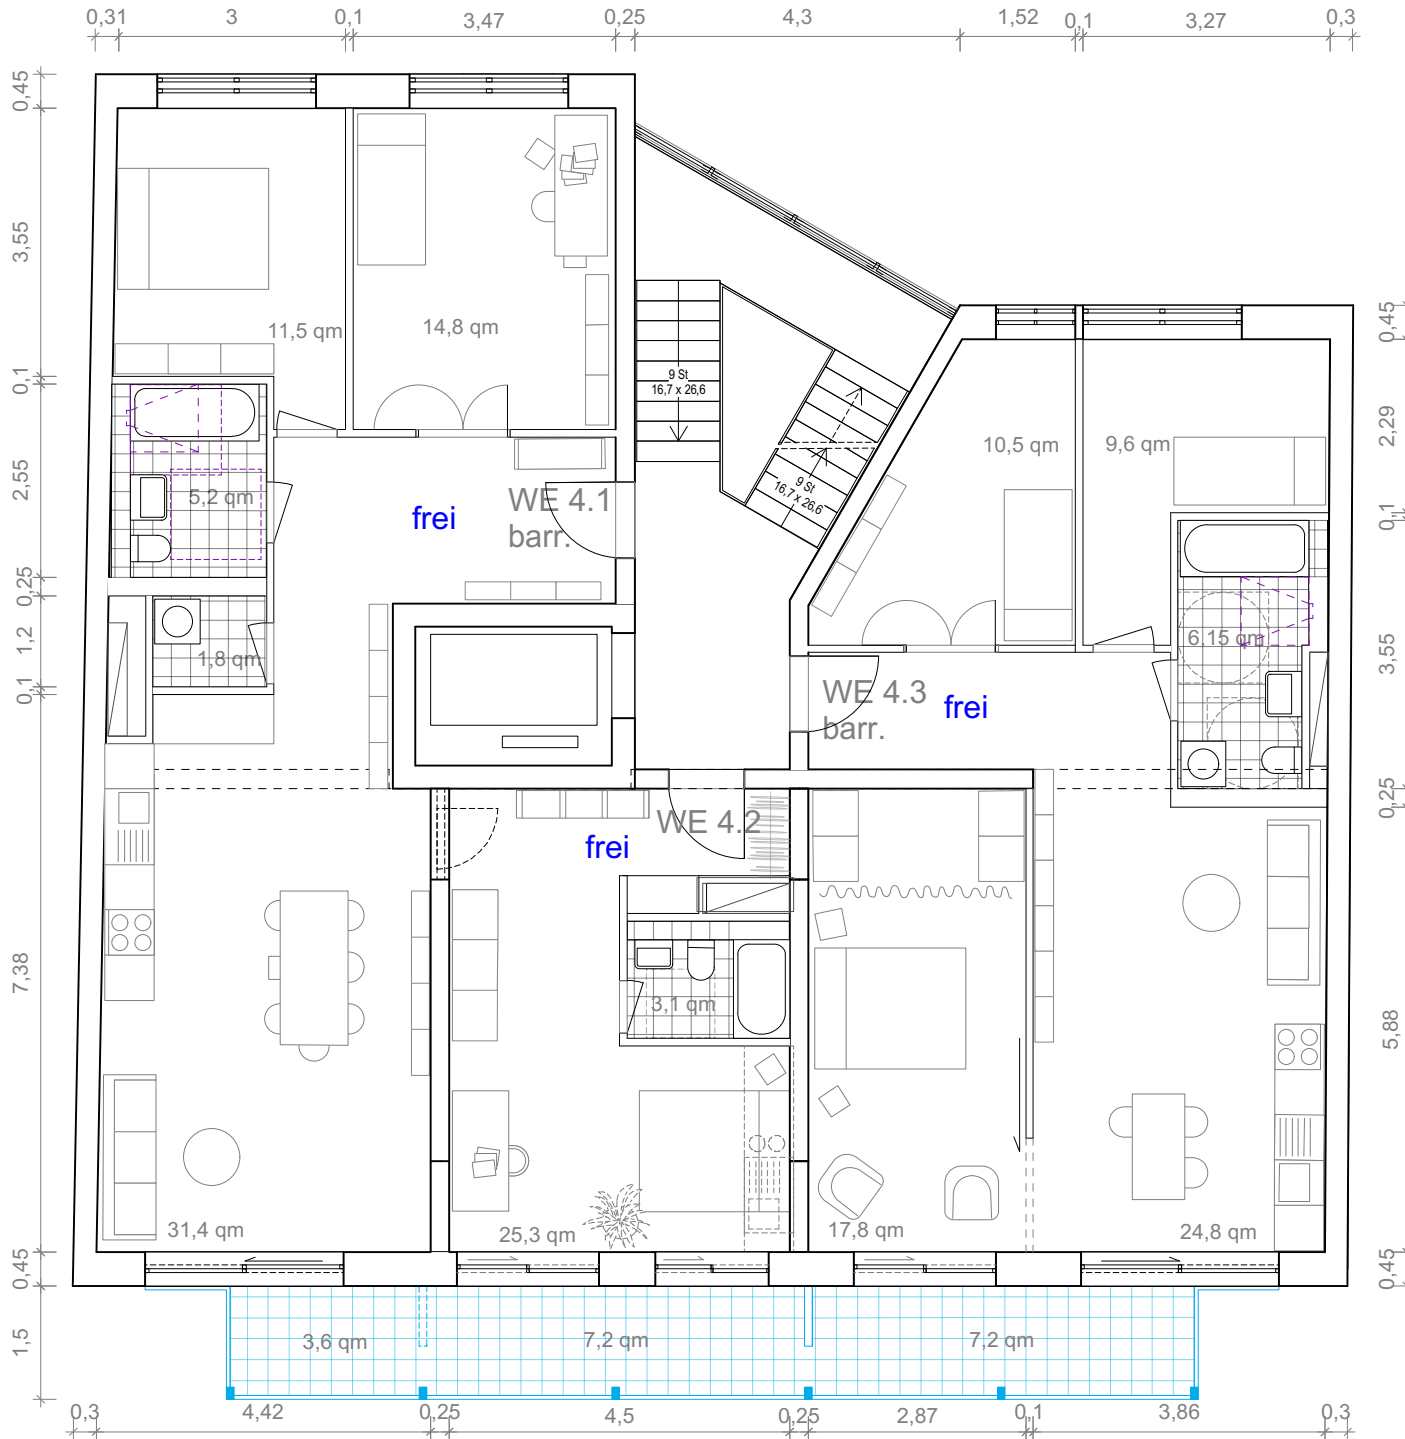 0,31 3 0,1 3,47 0,25 4,3 1,52 0,1 3,27 0,3
0,45
3,55
0,1
2,55
0,25
1,2
0,1
7,38
0,45
1,5
11,5 qm
14,8 qm
9 St
16,7 x 26,6
9 St
16,7 x 26,6
10,5 qm
9,6 qm
5,2 qm
frei
WE 4.1
barr.
1,8 qm
6,15 qm
WE 4.3
barr.
frei
WE 4.2
frei
3,1 qm
31,4 qm
25,3 qm
17,8 qm
24,8 qm
3,6 qm
7,2 qm
7,2 qm
0,45
2,29
0,1
3,55
0,25
5,88
0,45
0,3 4,42 0,25 4,5 0,25 2,87 0,1 3,86 0,3